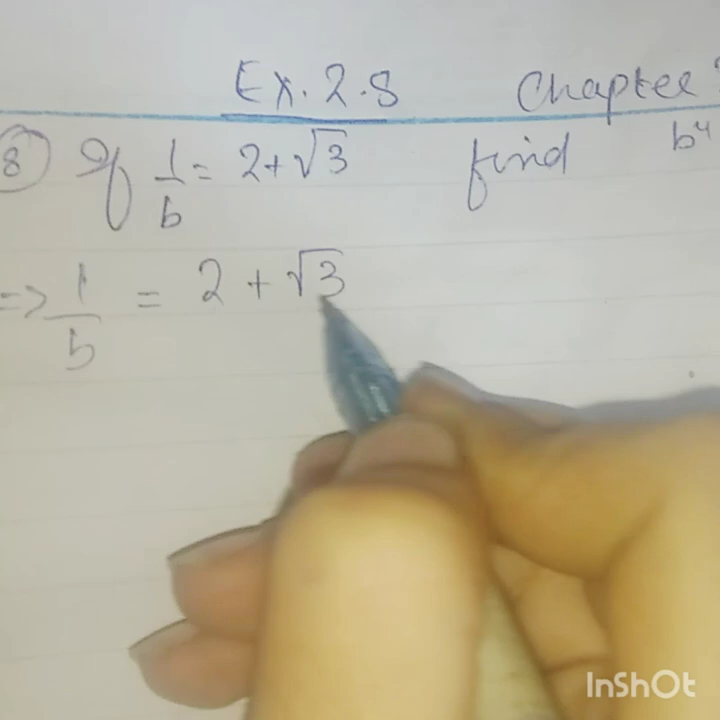 Ex. 2.8 Chapter
8 If 1/b = 2+√3 find b⁴
=> 1/b = 2 + √3
InShOt